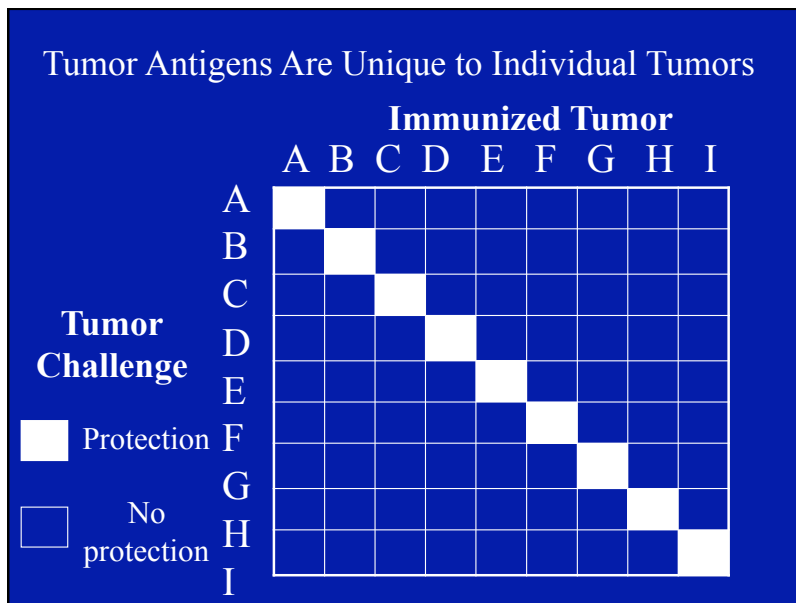 Tumor Antigens Are Unique to Individual Tumors
Immunized Tumor
A B C D E F G H I
A
B
C
D
E
F
G
H
I
Tumor
Challenge
Protection
No
protection